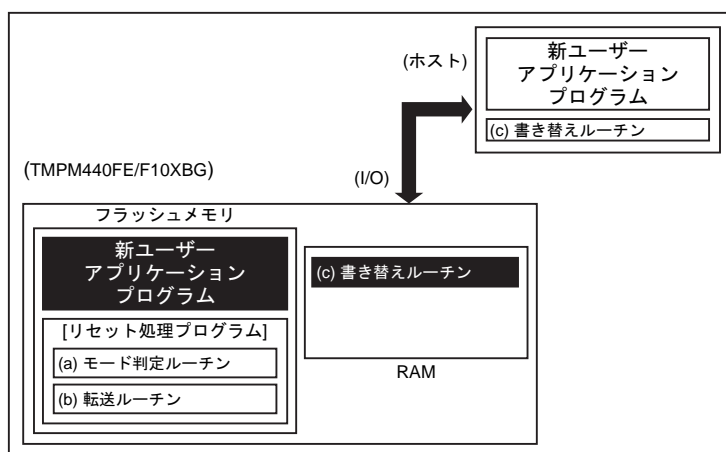 (ホスト)
新ユーザー
アプリケーション
プログラム
(c) 書き替えルーチン
(TMPM440FE/F10XBG)
(I/O)
フラッシュメモリ
新ユーザー
アプリケーション
プログラム
[リセット処理プログラム]
(a) モード判定ルーチン
(b) 転送ルーチン
(c) 書き替えルーチン
RAM